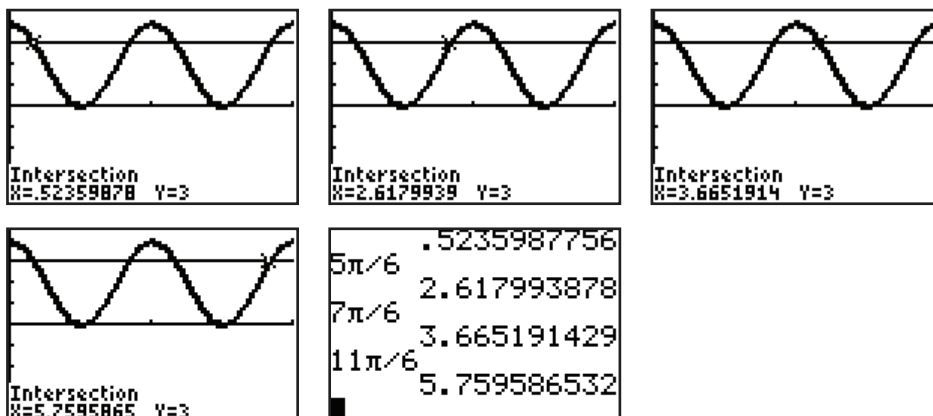 Intersection
X=.52359878 Y=3
Intersection
X=2.6179939 Y=3
Intersection
X=3.6651914 Y=3
Intersection
X=5.7595865 Y=3
.5235987756
5π/6
2.617993878
7π/6
3.665191429
11π/6
5.759586532